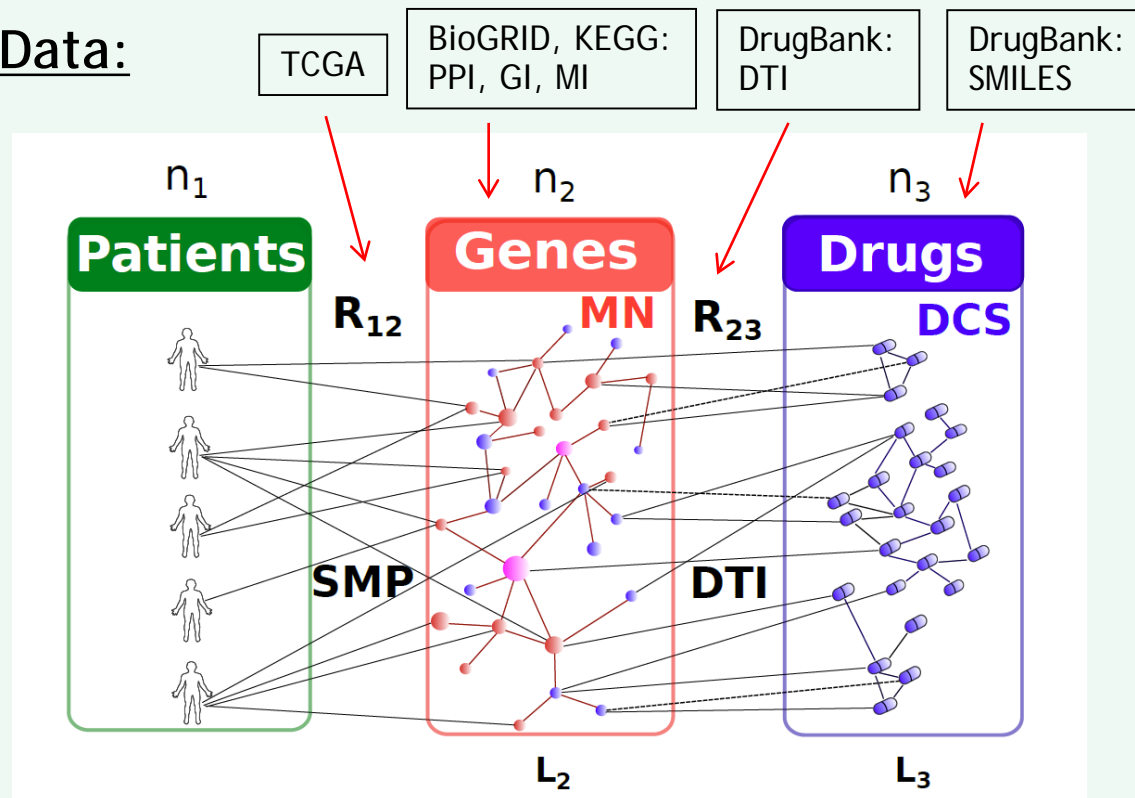 Data:
TCGA
BioGRID, KEGG:
PPI, GI, MI
DrugBank:
DTI
DrugBank:
SMILES
n1
n2
n3
Patients
Genes
Drugs
R12
MN
R23
DCS
SMP
DTI
L2
L3